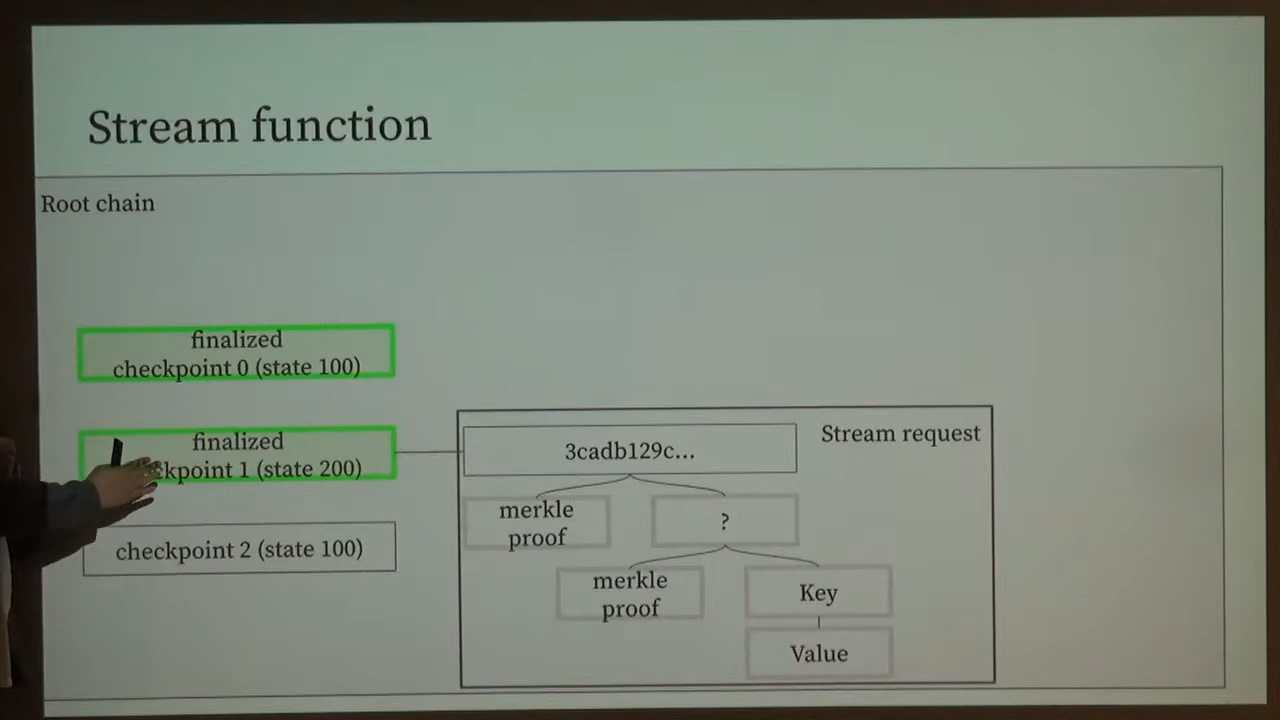 Stream function
Root chain
finalized
checkpoint 0 (state 100)
finalized
ckpoint 1 (state 200)
checkpoint 2 (state 100)
Stream request
3cadb129c...
merkle
proof
?
merkle
proof
Key
Value